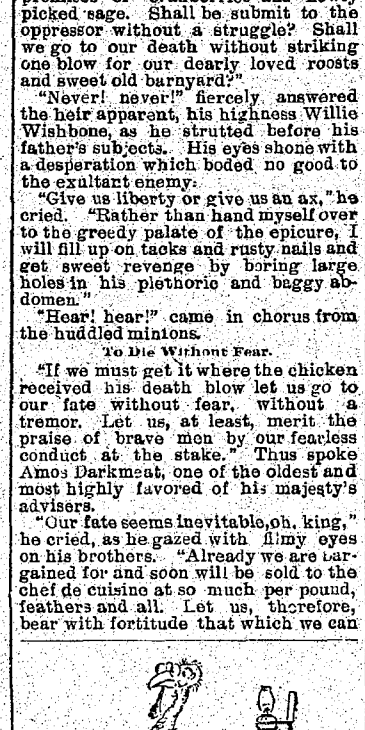 picked sage. Shall be submit to the
oppressor without a struggle? Shall
we go to our death without striking
one blow for our dearly loved roosts
and sweet old barnyard?"
"Never! never!" fiercely answered
the heir apparent, his highness Willie
Wishbone, as he strutted before his
father's subjects. His eyes shone with
a desperation which boded no good to
the exultant enemy:
"Give us liberty or give us an ax," he
cried. "Rather than hand myself over
to the greedy palate of the epicure, I
will fill up on tacks and rusty nails and
get sweet revenge by boring large
holes in his plethoric and baggy ab-
domen."
"Hear! hear!" came in chorus from
the huddled minions.
To Die Without Fear.
"If we must get it where the chicken
received his death blow let us go to
our fate without fear, without a
tremor. Let us, at least, merit the
praise of brave men by our fearless
conduct at the stake." Thus spoke
Amos Darkmeat, one of the oldest and
most highly favored of his majesty's
advisers.
"Our fate seems inevitable, oh, king,"
he cried, as he gazed with filmy eyes
on his brothers. "Already we are bar-
gained for and soon will be sold to the
chef de cuisine at so much per pound,
feathers and all. Let us, therefore,
bear with fortitude that which we can